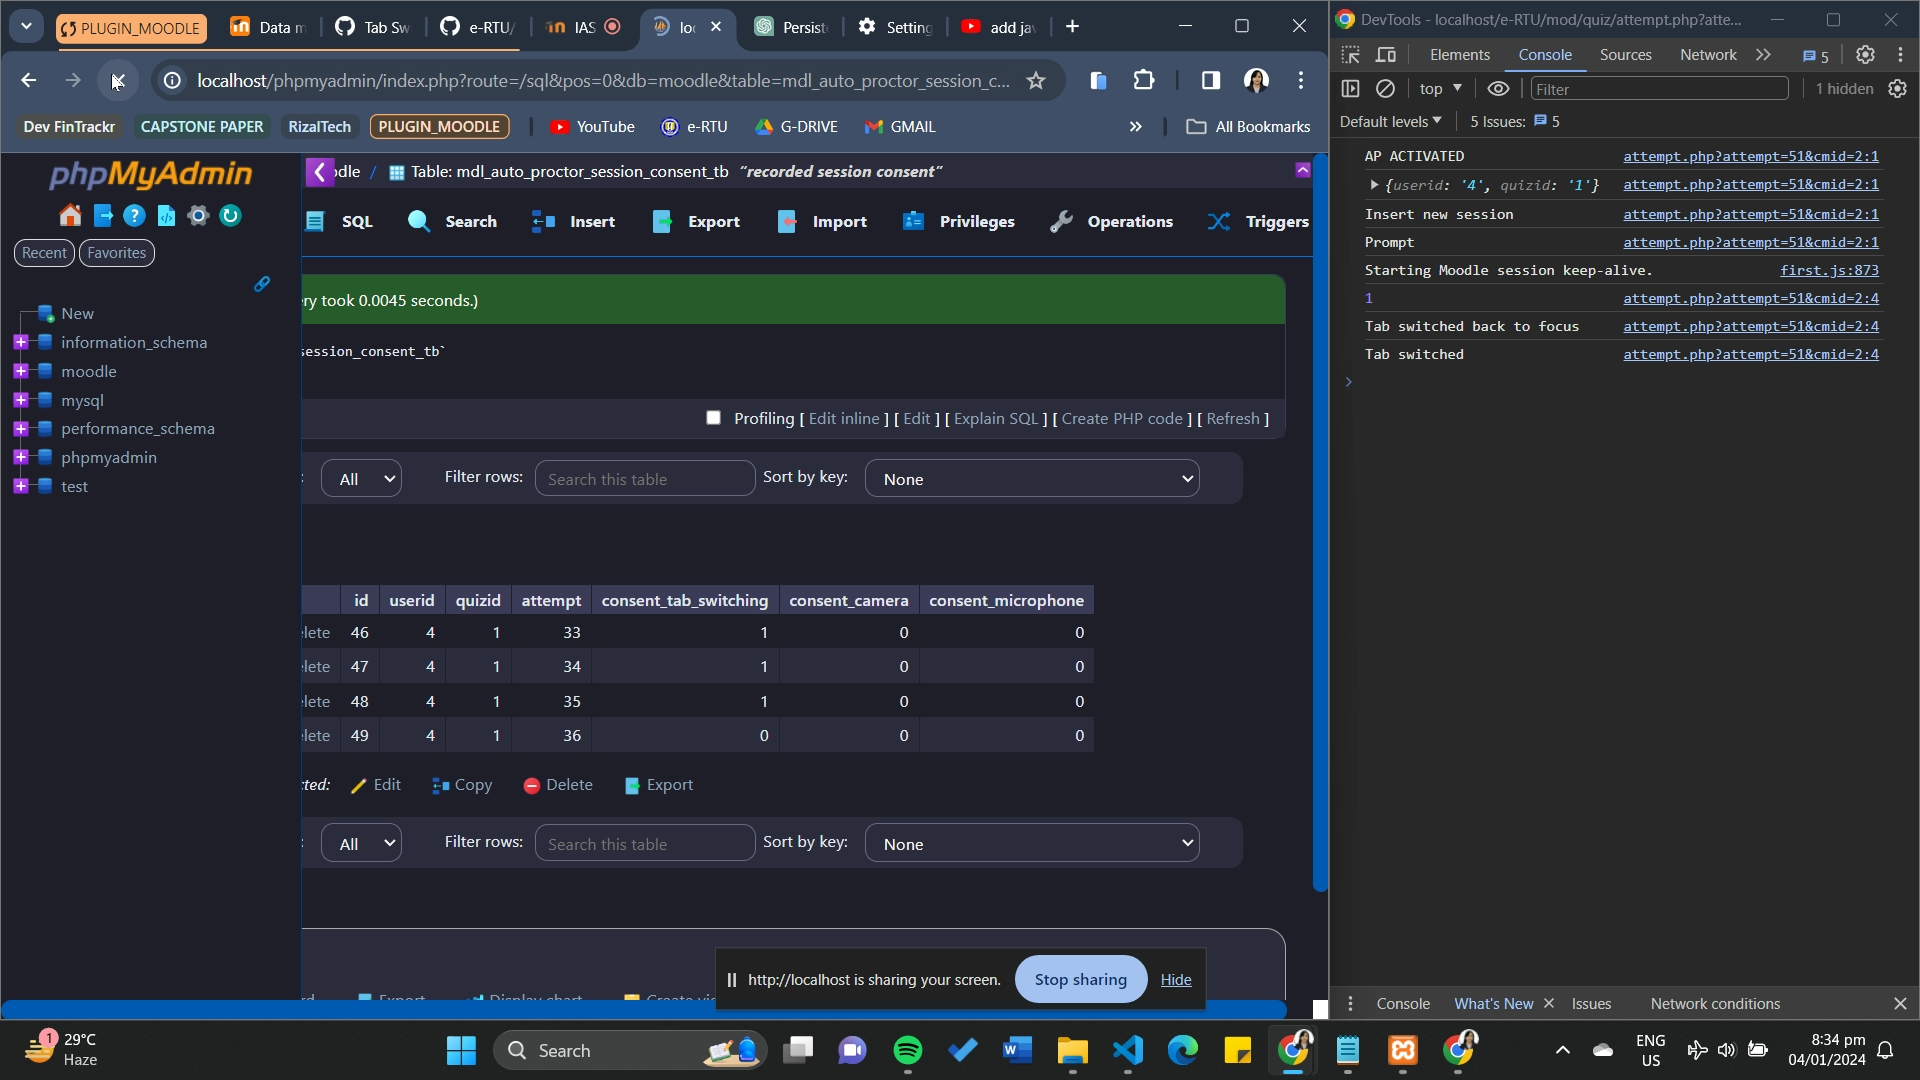 PLUGIN_MOODLE
Data m
Tab Sw
e-RTU/
IAS
loc
Persist
Setting
add ja
localhost/phpmyadmin/index.php?route=/sql&pos=0&db=moodle&table=mdl_auto_proctor_session_c...
Dev FinTrackr
CAPSTONE PAPER
RizalTech
PLUGIN_MOODLE
YouTube
e-RTU
G-DRIVE
GMAIL
All Bookmarks
phpMyAdmin
Recent
Favorites
New
information_schema
moodle
mysql
performance_schema
phpmyadmin
test
dle / Table: mdl_auto_proctor_session_consent_tb "recorded session consent"
SQL
Search
Insert
Export
Import
Privileges
Operations
Triggers
ry took 0.0045 seconds.)
session_consent_tb`
Profiling [ Edit inline ] [ Edit ] [ Explain SQL ] [ Create PHP code ] [ Refresh ]
: All Filter rows: Search this table Sort by key: None
id userid quizid attempt consent_tab_switching consent_camera consent_microphone
lete 46 4 1 33 1 0 0
lete 47 4 1 34 1 0 0
lete 48 4 1 35 1 0 0
lete 49 4 1 36 0 0 0
cted: Edit Copy Delete Export
: All Filter rows: Search this table Sort by key: None
Export Display chart Create vie
http://localhost is sharing your screen.
Stop sharing
Hide
DevTools - localhost/e-RTU/mod/quiz/attempt.php?atte...
Elements
Console
Sources
Network
5
top
Filter
1 hidden
Default levels
5 Issues: 5
AP ACTIVATED attempt.php?attempt=51&cmid=2:1
{userid: '4', quizid: '1'} attempt.php?attempt=51&cmid=2:1
Insert new session attempt.php?attempt=51&cmid=2:1
Prompt attempt.php?attempt=51&cmid=2:1
Starting Moodle session keep-alive. first.js:873
1 attempt.php?attempt=51&cmid=2:4
Tab switched back to focus attempt.php?attempt=51&cmid=2:4
Tab switched attempt.php?attempt=51&cmid=2:4
Console
What's New
Issues
Network conditions
1
29°C
Haze
Search
ENG
US
8:34 pm
04/01/2024